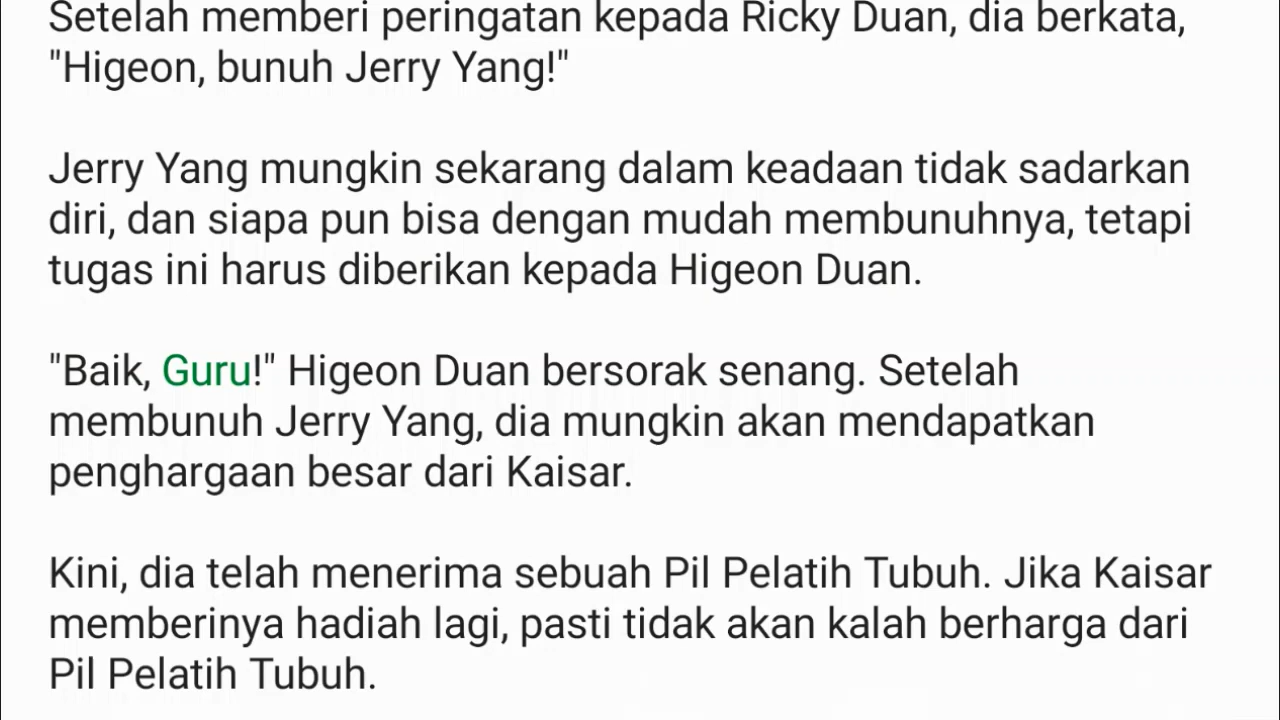 Setelah memberi peringatan kepada Ricky Duan, dia berkata,
"Higeon, bunuh Jerry Yang!"
Jerry Yang mungkin sekarang dalam keadaan tidak sadarkan
diri, dan siapa pun bisa dengan mudah membunuhnya, tetapi
tugas ini harus diberikan kepada Higeon Duan.
"Baik, Guru!" Higeon Duan bersorak senang. Setelah
membunuh Jerry Yang, dia mungkin akan mendapatkan
penghargaan besar dari Kaisar.
Kini, dia telah menerima sebuah Pil Pelatih Tubuh. Jika Kaisar
memberinya hadiah lagi, pasti tidak akan kalah berharga dari
Pil Pelatih Tubuh.